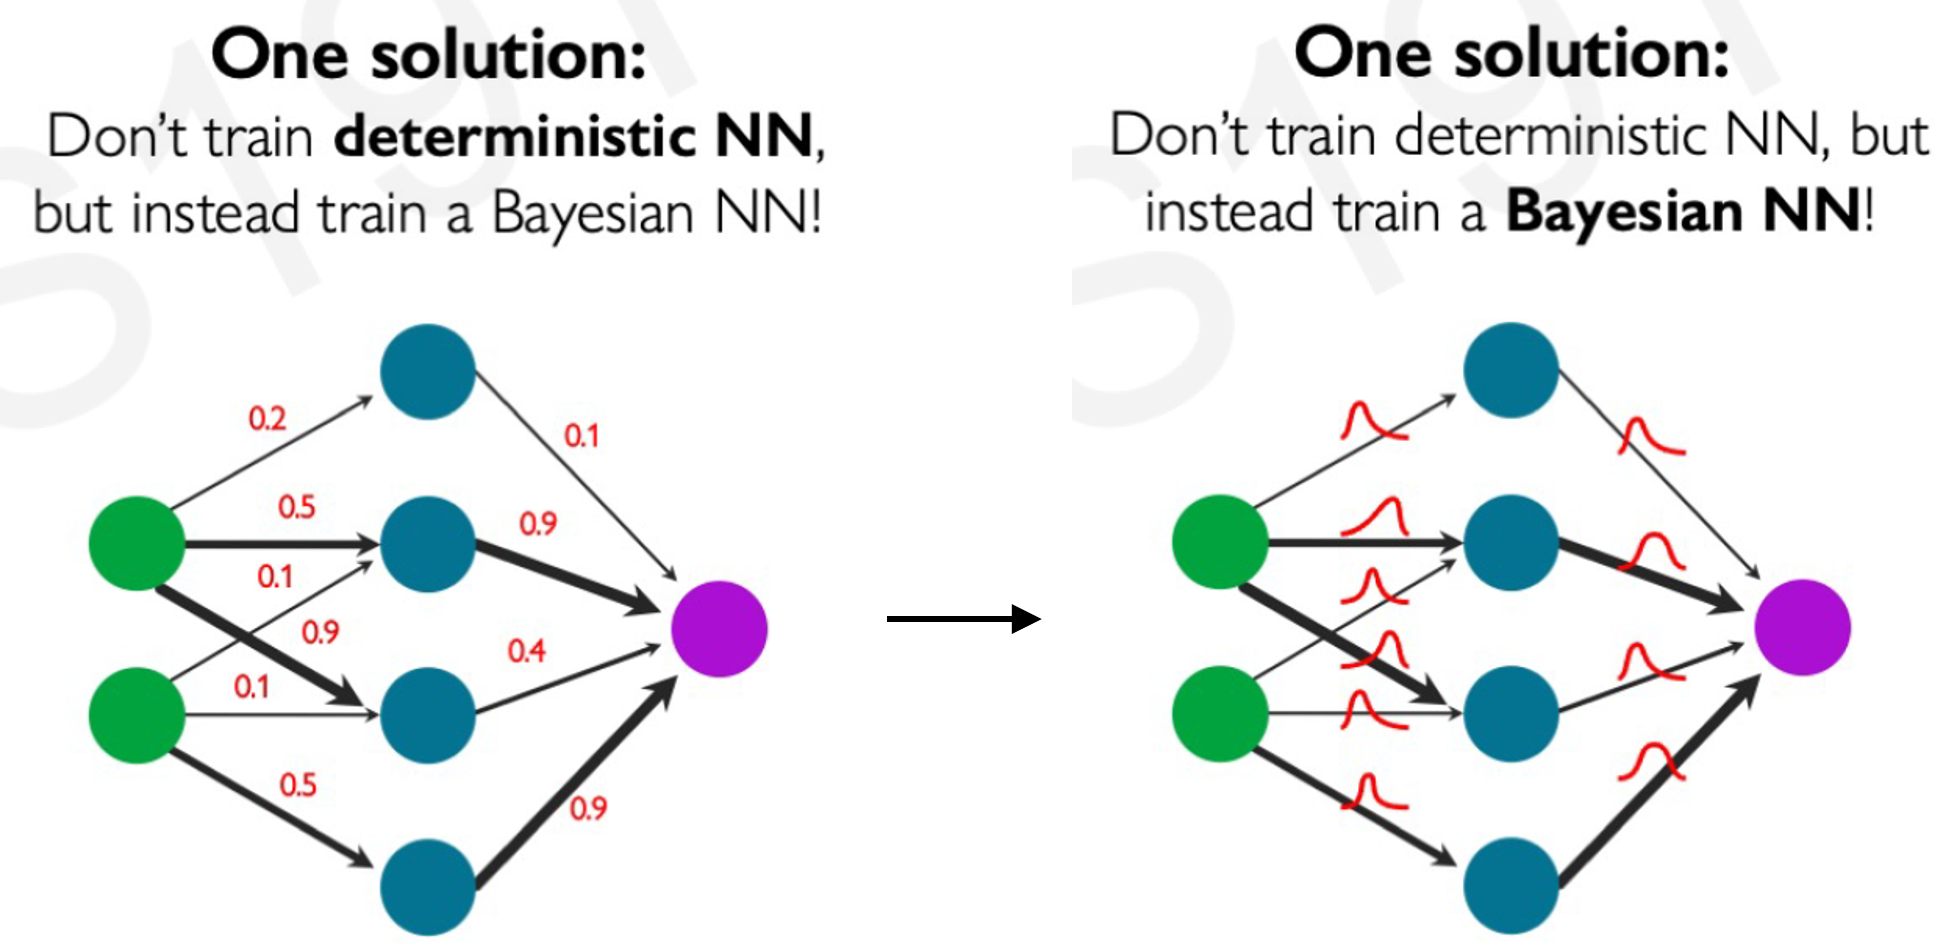 One solution:
Don't train deterministic NN,
but instead train a Bayesian NN!
0.2
0.1
0.5
0.9
0.1
0.9
0.4
0.1
0.5
0.9
One solution:
Don't train deterministic NN, but
instead train a Bayesian NN!
S191
S191